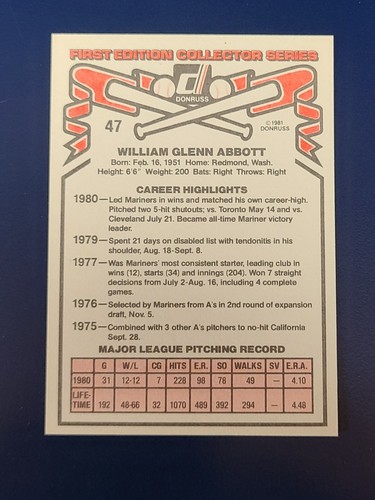 FIRST EDITION COLLECTOR SERIES
DONRUSS
47
© 1981
DONRUSS
WILLIAM GLENN ABBOTT
Born: Feb. 16, 1951 Home: Redmond, Wash.
Height: 6'6" Weight: 200 Bats: Right Throws: Right
CAREER HIGHLIGHTS
1980—Led Mariners in wins and matched his own career-high.
Pitched two 5-hit shutouts; vs. Toronto May 14 and vs.
Cleveland July 21. Became all-time Mariner victory
leader.
1979—Spent 21 days on disabled list with tendonitis in his
shoulder, Aug. 18-Sept. 8.
1977—Was Mariners' most consistent starter, leading club in
wins (12), starts (34) and innings (204). Won 7 straight
decisions from July 2-Aug. 16, including 4 complete
games.
1976—Selected by Mariners from A's in 2nd round of expansion
draft, Nov. 5.
1975—Combined with 3 other A's pitchers to no-hit California
Sept. 28.
MAJOR LEAGUE PITCHING RECORD
G W/L CG HITS E.R. SO WALKS SV E.R.A.
1980 31 12-12 7 228 98 78 49 — 4.10
LIFE-
TIME 192 48-66 32 1070 489 392 294 — 4.48